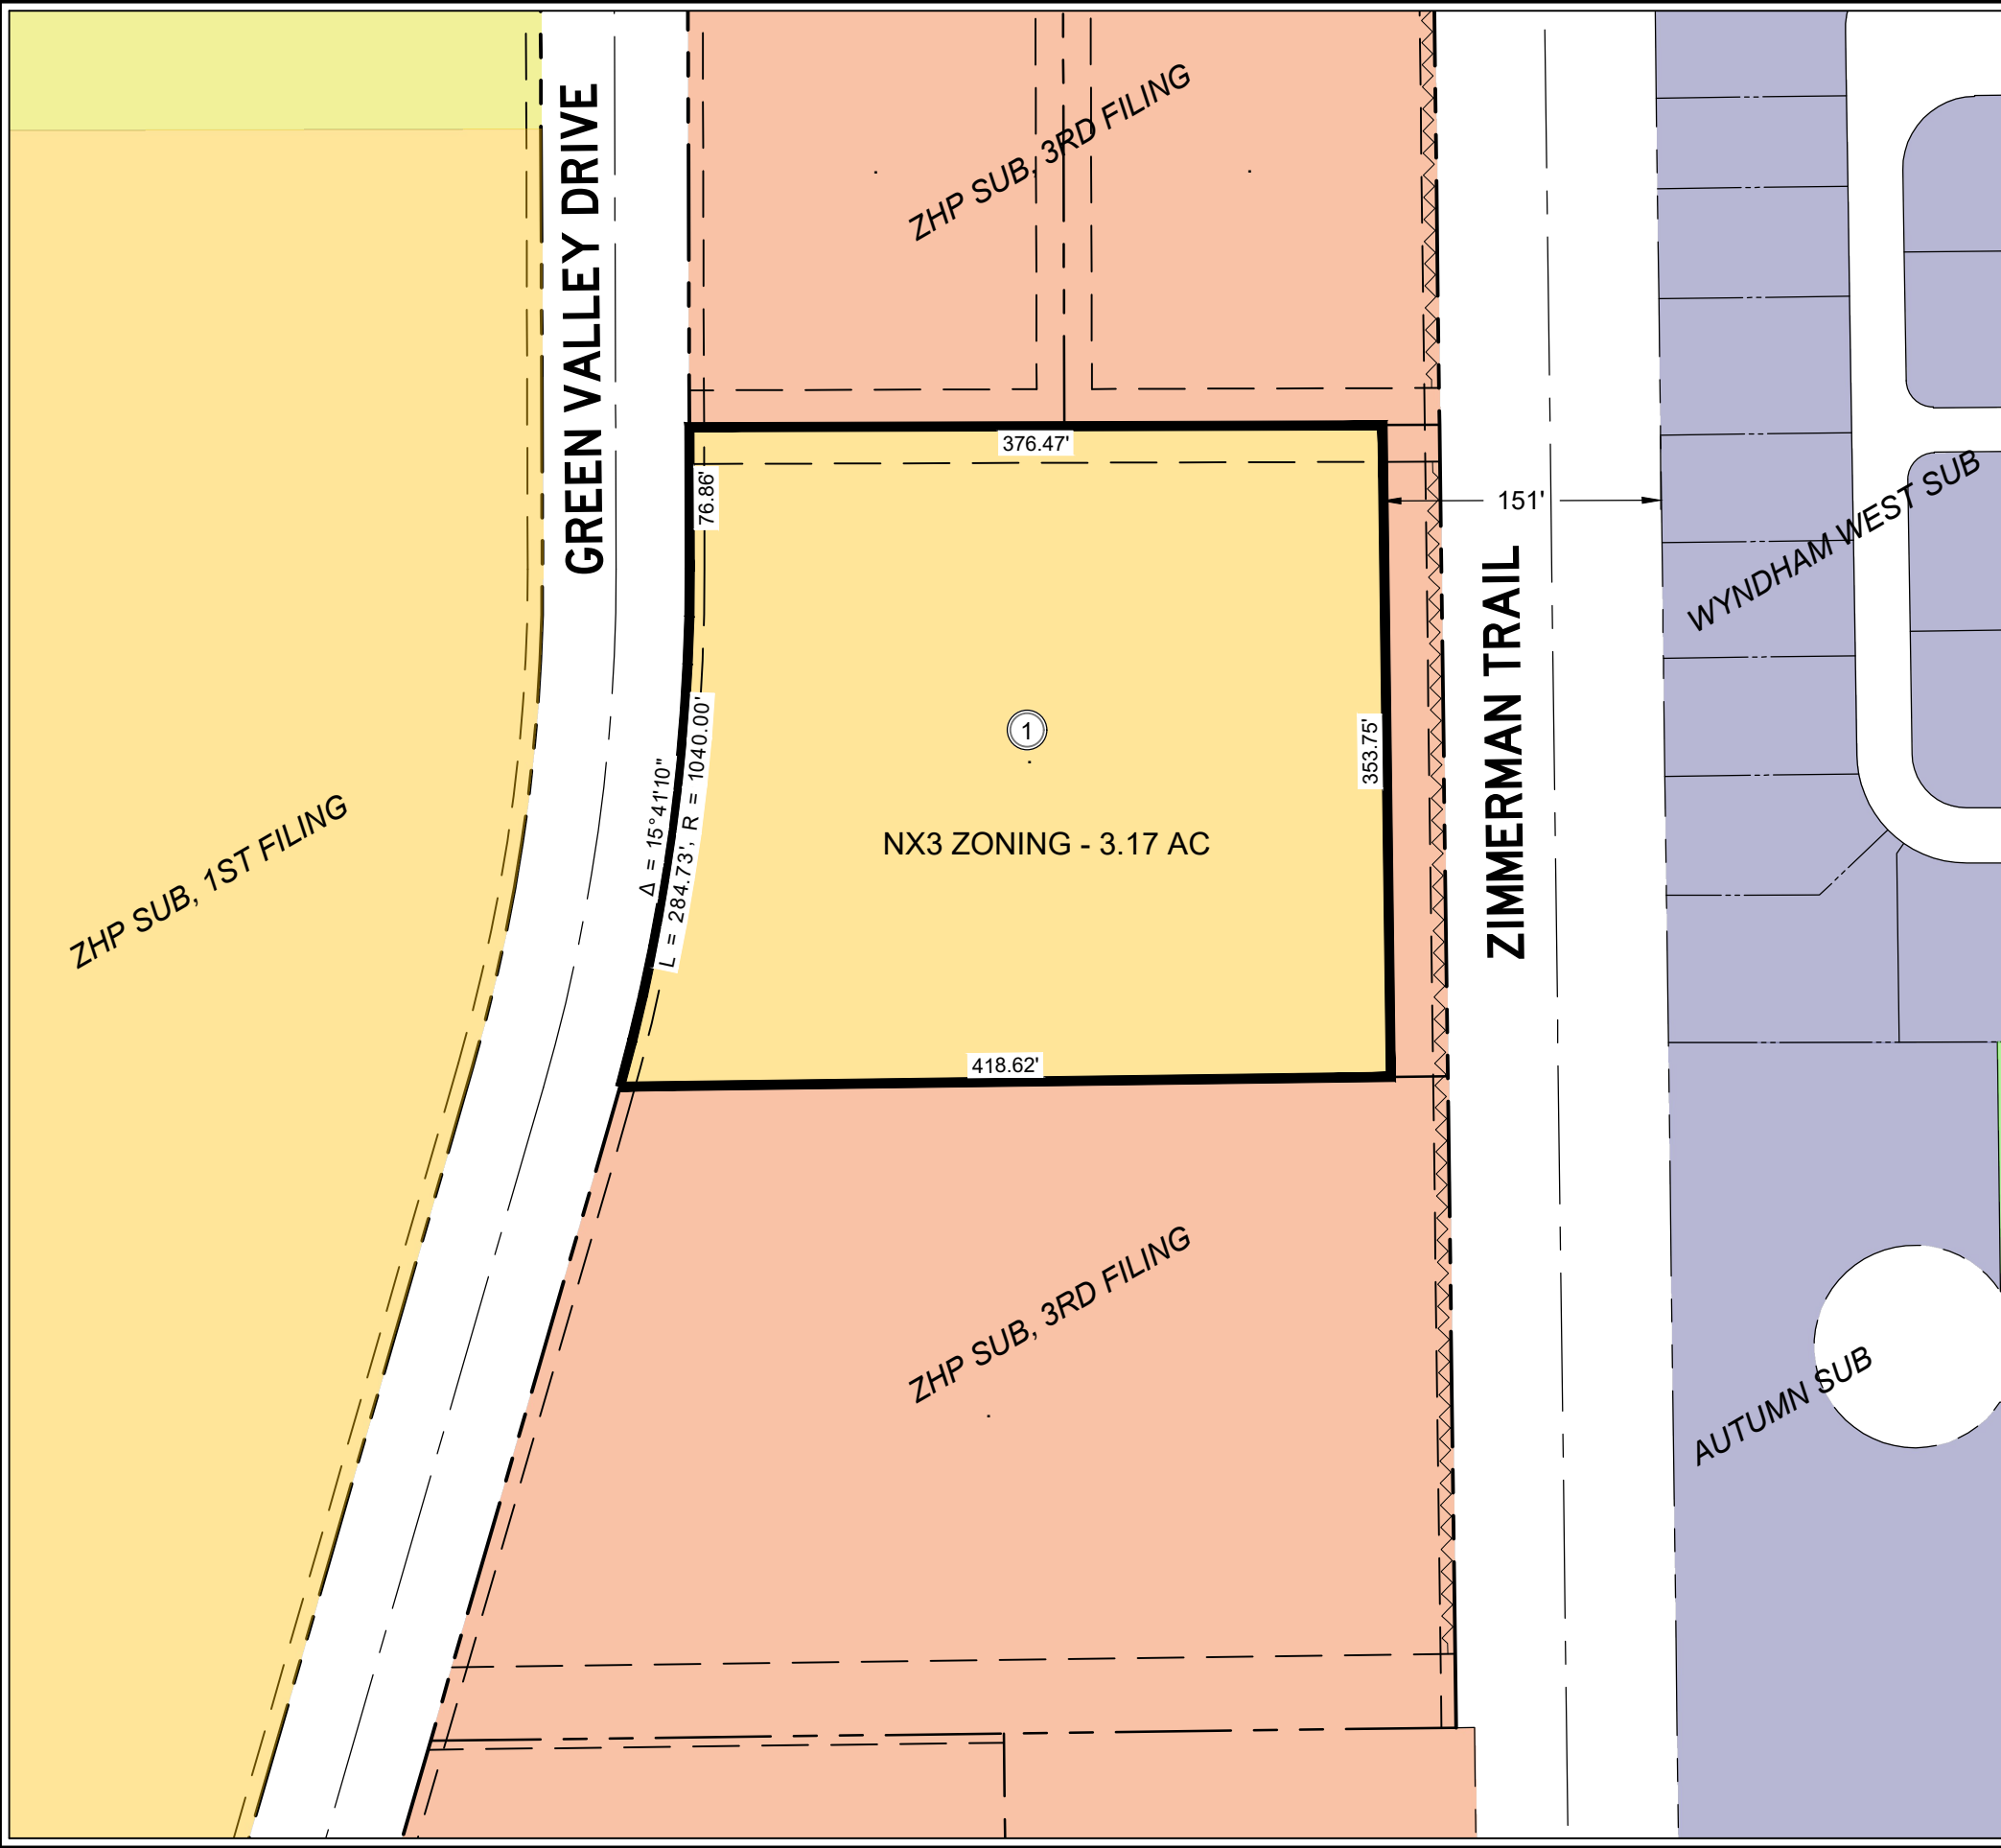 GREEN VALLEY DRIVE
ZHP SUB, 3RD FILING
376.47'
76.86'
151'
WYNDHAM WEST SUB
ZIMMERMAN TRAIL
1
353.75'
Δ = 15°41'10"
L = 284.73', R = 1040.00'
NX3 ZONING - 3.17 AC
ZHP SUB, 1ST FILING
418.62'
ZHP SUB, 3RD FILING
AUTUMN SUB